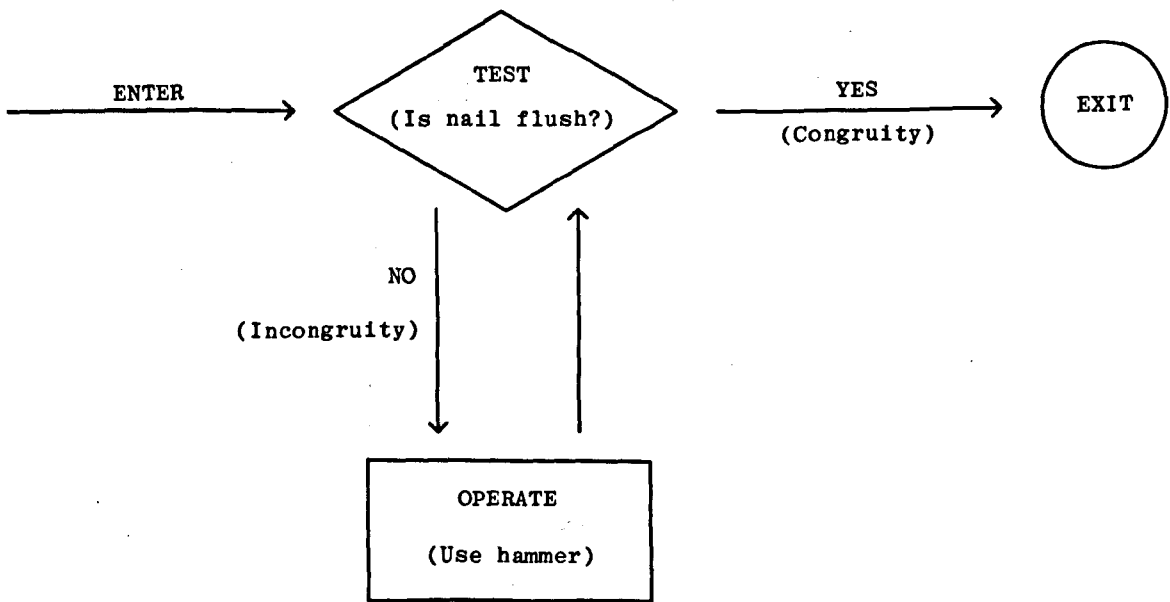 ENTER
TEST
(Is nail flush?)
YES
(Congruity)
EXIT
NO
(Incongruity)
OPERATE
(Use hammer)